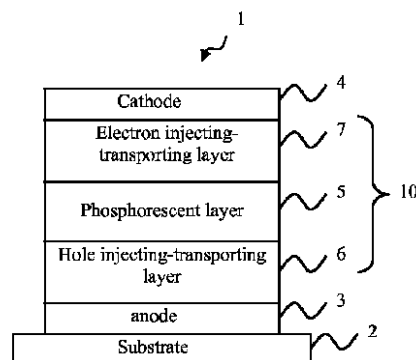 1
4
Cathode
7
Electron injecting-
transporting layer
10
5
Phosphorescent layer
6
Hole injecting-transporting
layer
3
anode
2
Substrate